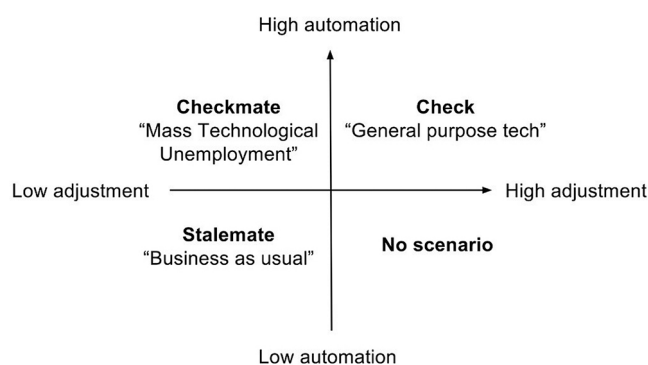 High automation
Checkmate
“Mass Technological
Unemployment”
Check
“General purpose tech”
Low adjustment
High adjustment
Stalemate
“Business as usual”
No scenario
Low automation